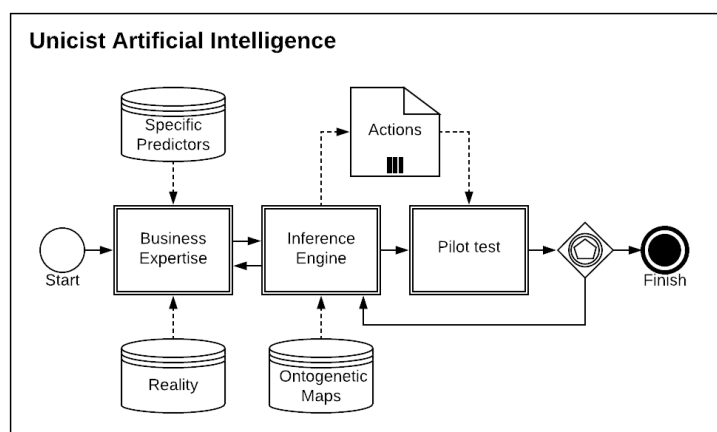 Unicist Artificial Intelligence
Specific
Predictors
Actions
Business
Expertise
Inference
Engine
Pilot test
Start
Finish
Reality
Ontogenetic
Maps